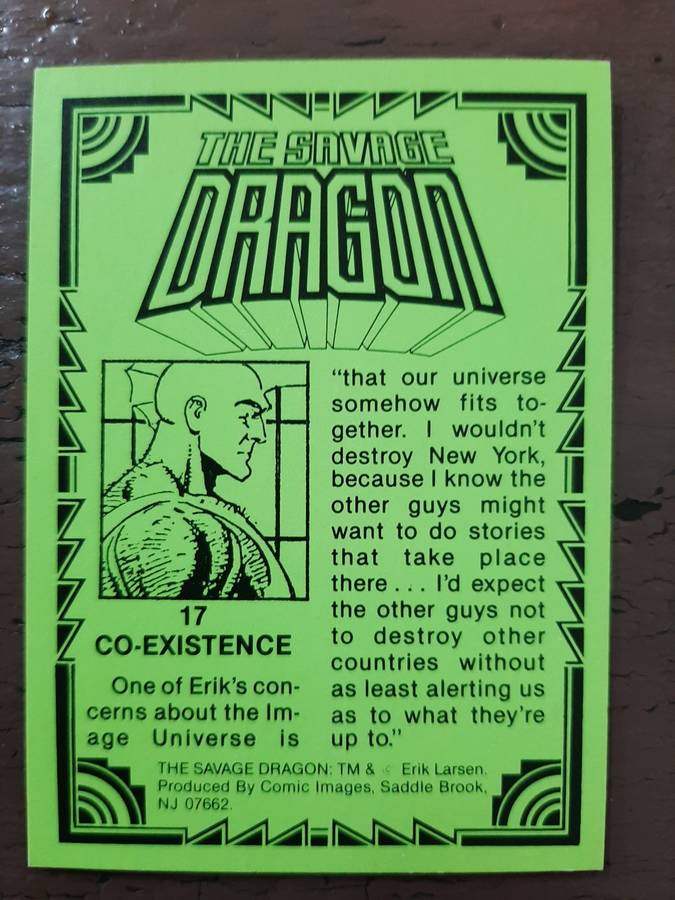 THE SAVAGE
DRAGON
17
CO-EXISTENCE
One of Erik's con-
cerns about the Im-
age Universe is
"that our universe
somehow fits to-
gether. I wouldn't
destroy New York,
because I know the
other guys might
want to do stories
that take place
there... I'd expect
the other guys not
to destroy other
countries without
as least alerting us
as to what they're
up to."
THE SAVAGE DRAGON: TM & © Erik Larsen.
Produced By Comic Images, Saddle Brook,
NJ 07662.